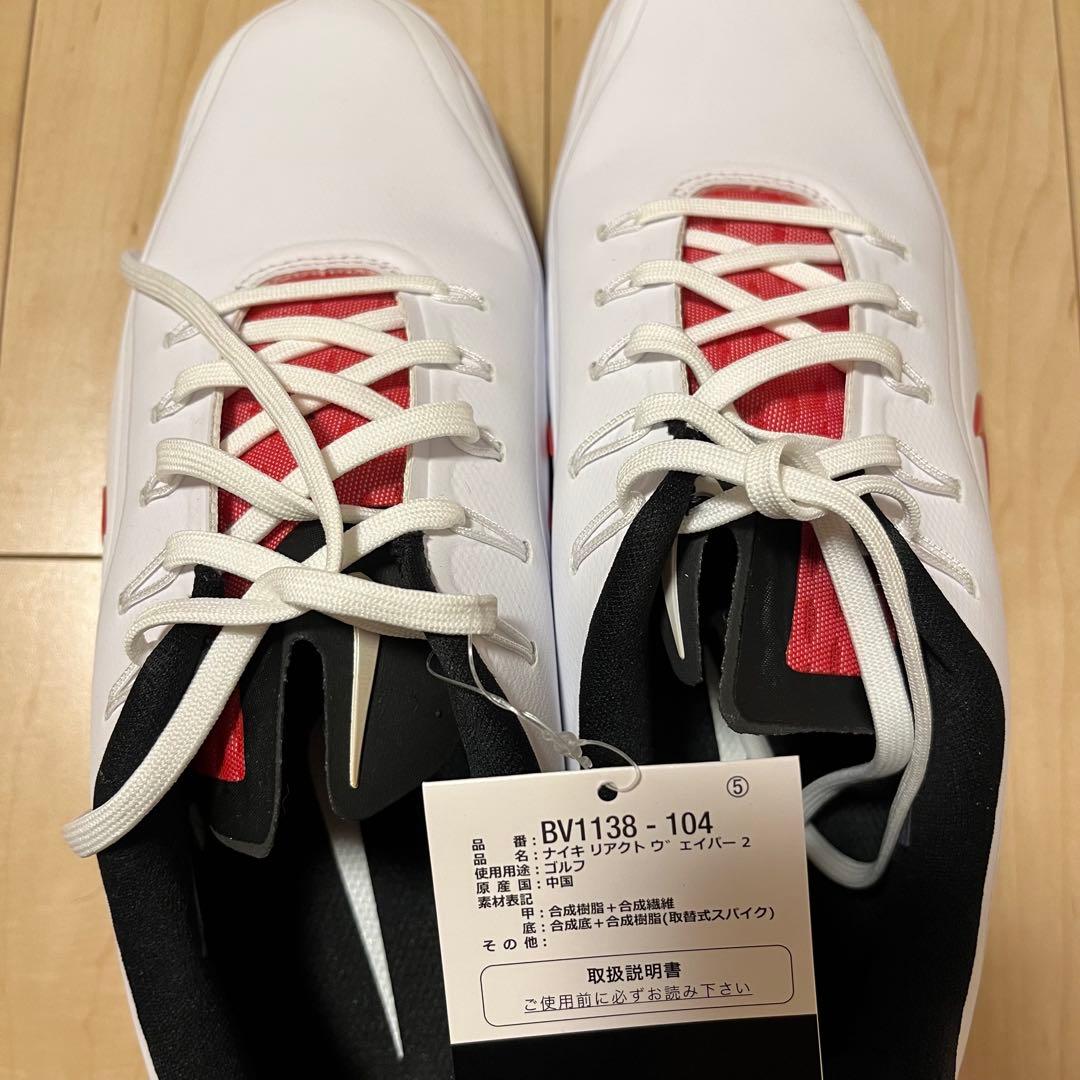 ⑤
品番：BV1138 - 104
品名：ナイキ リアクト ヴェイパー 2
使用用途：ゴルフ
原産国：中国
素材表記
甲：合成樹脂＋合成繊維
底：合成底＋合成樹脂(取替式スパイク)
その他：
取扱説明書
ご使用前に必ずお読み下さい